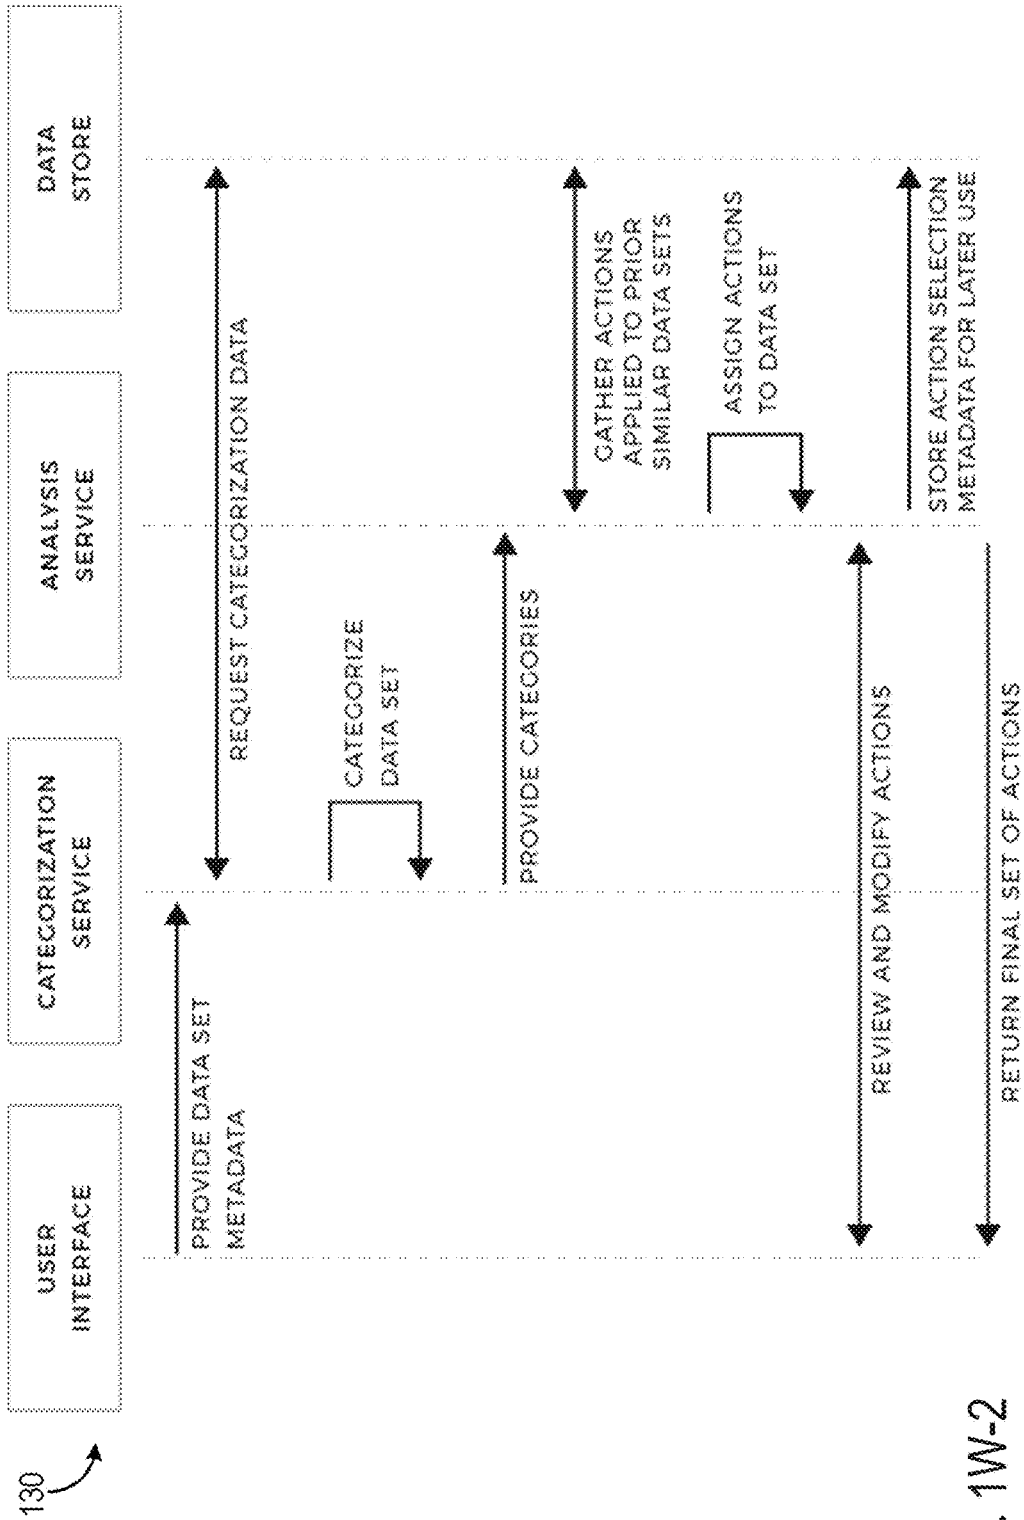 130
USER
INTERFACE
CATEGORIZATION
SERVICE
ANALYSIS
SERVICE
DATA
STORE
PROVIDE DATA SET
METADATA
REQUEST CATEGORIZATION DATA
CATEGORIZE
DATA SET
PROVIDE CATEGORIES
GATHER ACTIONS
APPLIED TO PRIOR
SIMILAR DATA SETS
ASSIGN ACTIONS
TO DATA SET
REVIEW AND MODIFY ACTIONS
STORE ACTION SELECTION
METADATA FOR LATER USE
RETURN FINAL SET OF ACTIONS
. 1W-2